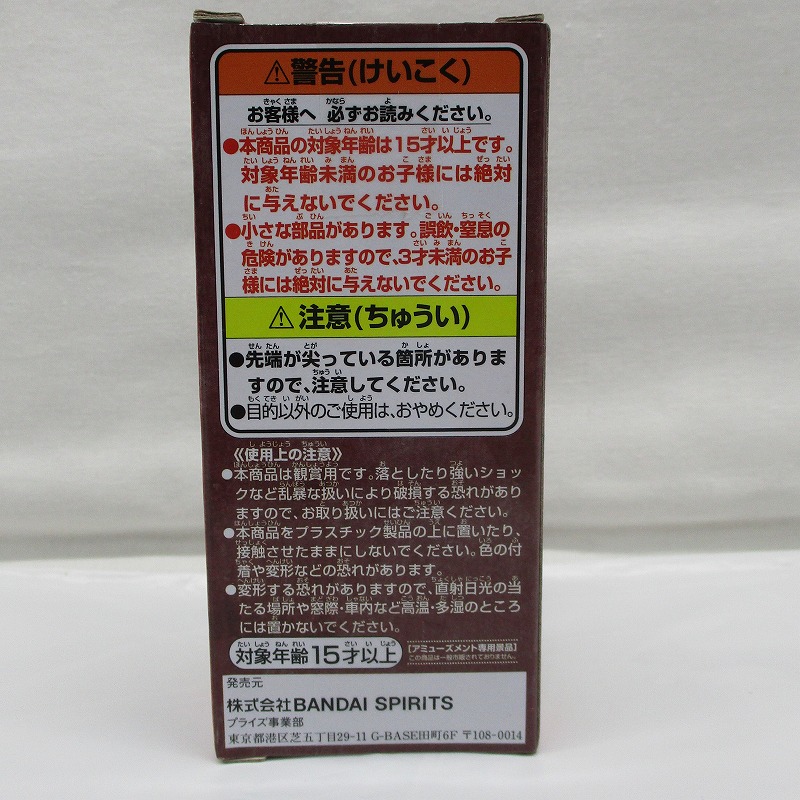 ⚠警告(けいこく)
お客様へ 必ずお読みください。
●本商品の対象年齢は15才以上です。
対象年齢未満のお子様には絶対
に与えないでください。
●小さな部品があります。誤飲・窒息の
危険がありますので、3才未満のお子
様には絶対に与えないでください。
⚠注意(ちゅうい)
●先端が尖っている箇所がありま
すので、注意してください。
●目的以外のご使用は、おやめください。
《使用上の注意》
●本商品は観賞用です。落としたり強いショッ
クなど乱暴な扱いにより破損する恐れがあり
ますので、お取り扱いにはご注意ください。
●本商品をプラスチック製品の上に置いたり、
接触させたままにしないでください。色の付
着や変形などの恐れがあります。
●変形する恐れがありますので、直射日光の当
たる場所や窓際・車内など高温・多湿のところ
には置かないでください。
対象年齢15才以上
[アミューズメント専用景品]
この商品は一般市販されておりません。
発売元
株式会社BANDAI SPIRITS
プライズ事業部
東京都港区芝五丁目29-11 G-BASE田町6F 〒108-0014